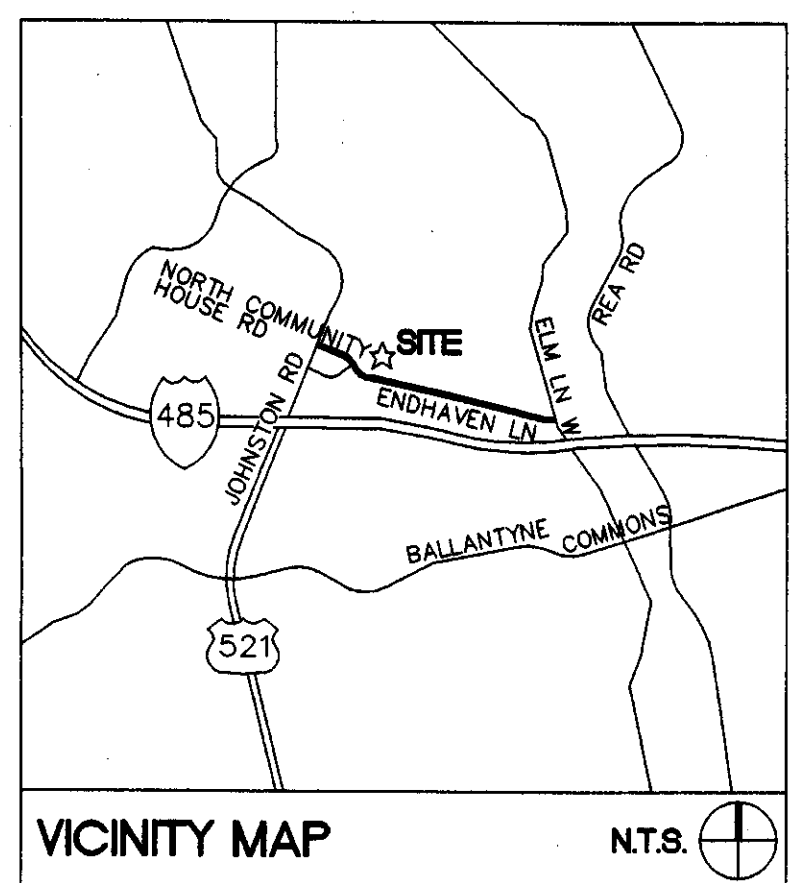 NORTH COMMUNITY
HOUSE RD
SITE
REA RD
ELM LN W
ENDHAVEN LN
485
JOHNSTON RD
BALLANTYNE COMMONS
521
VICINITY MAP
N.T.S.